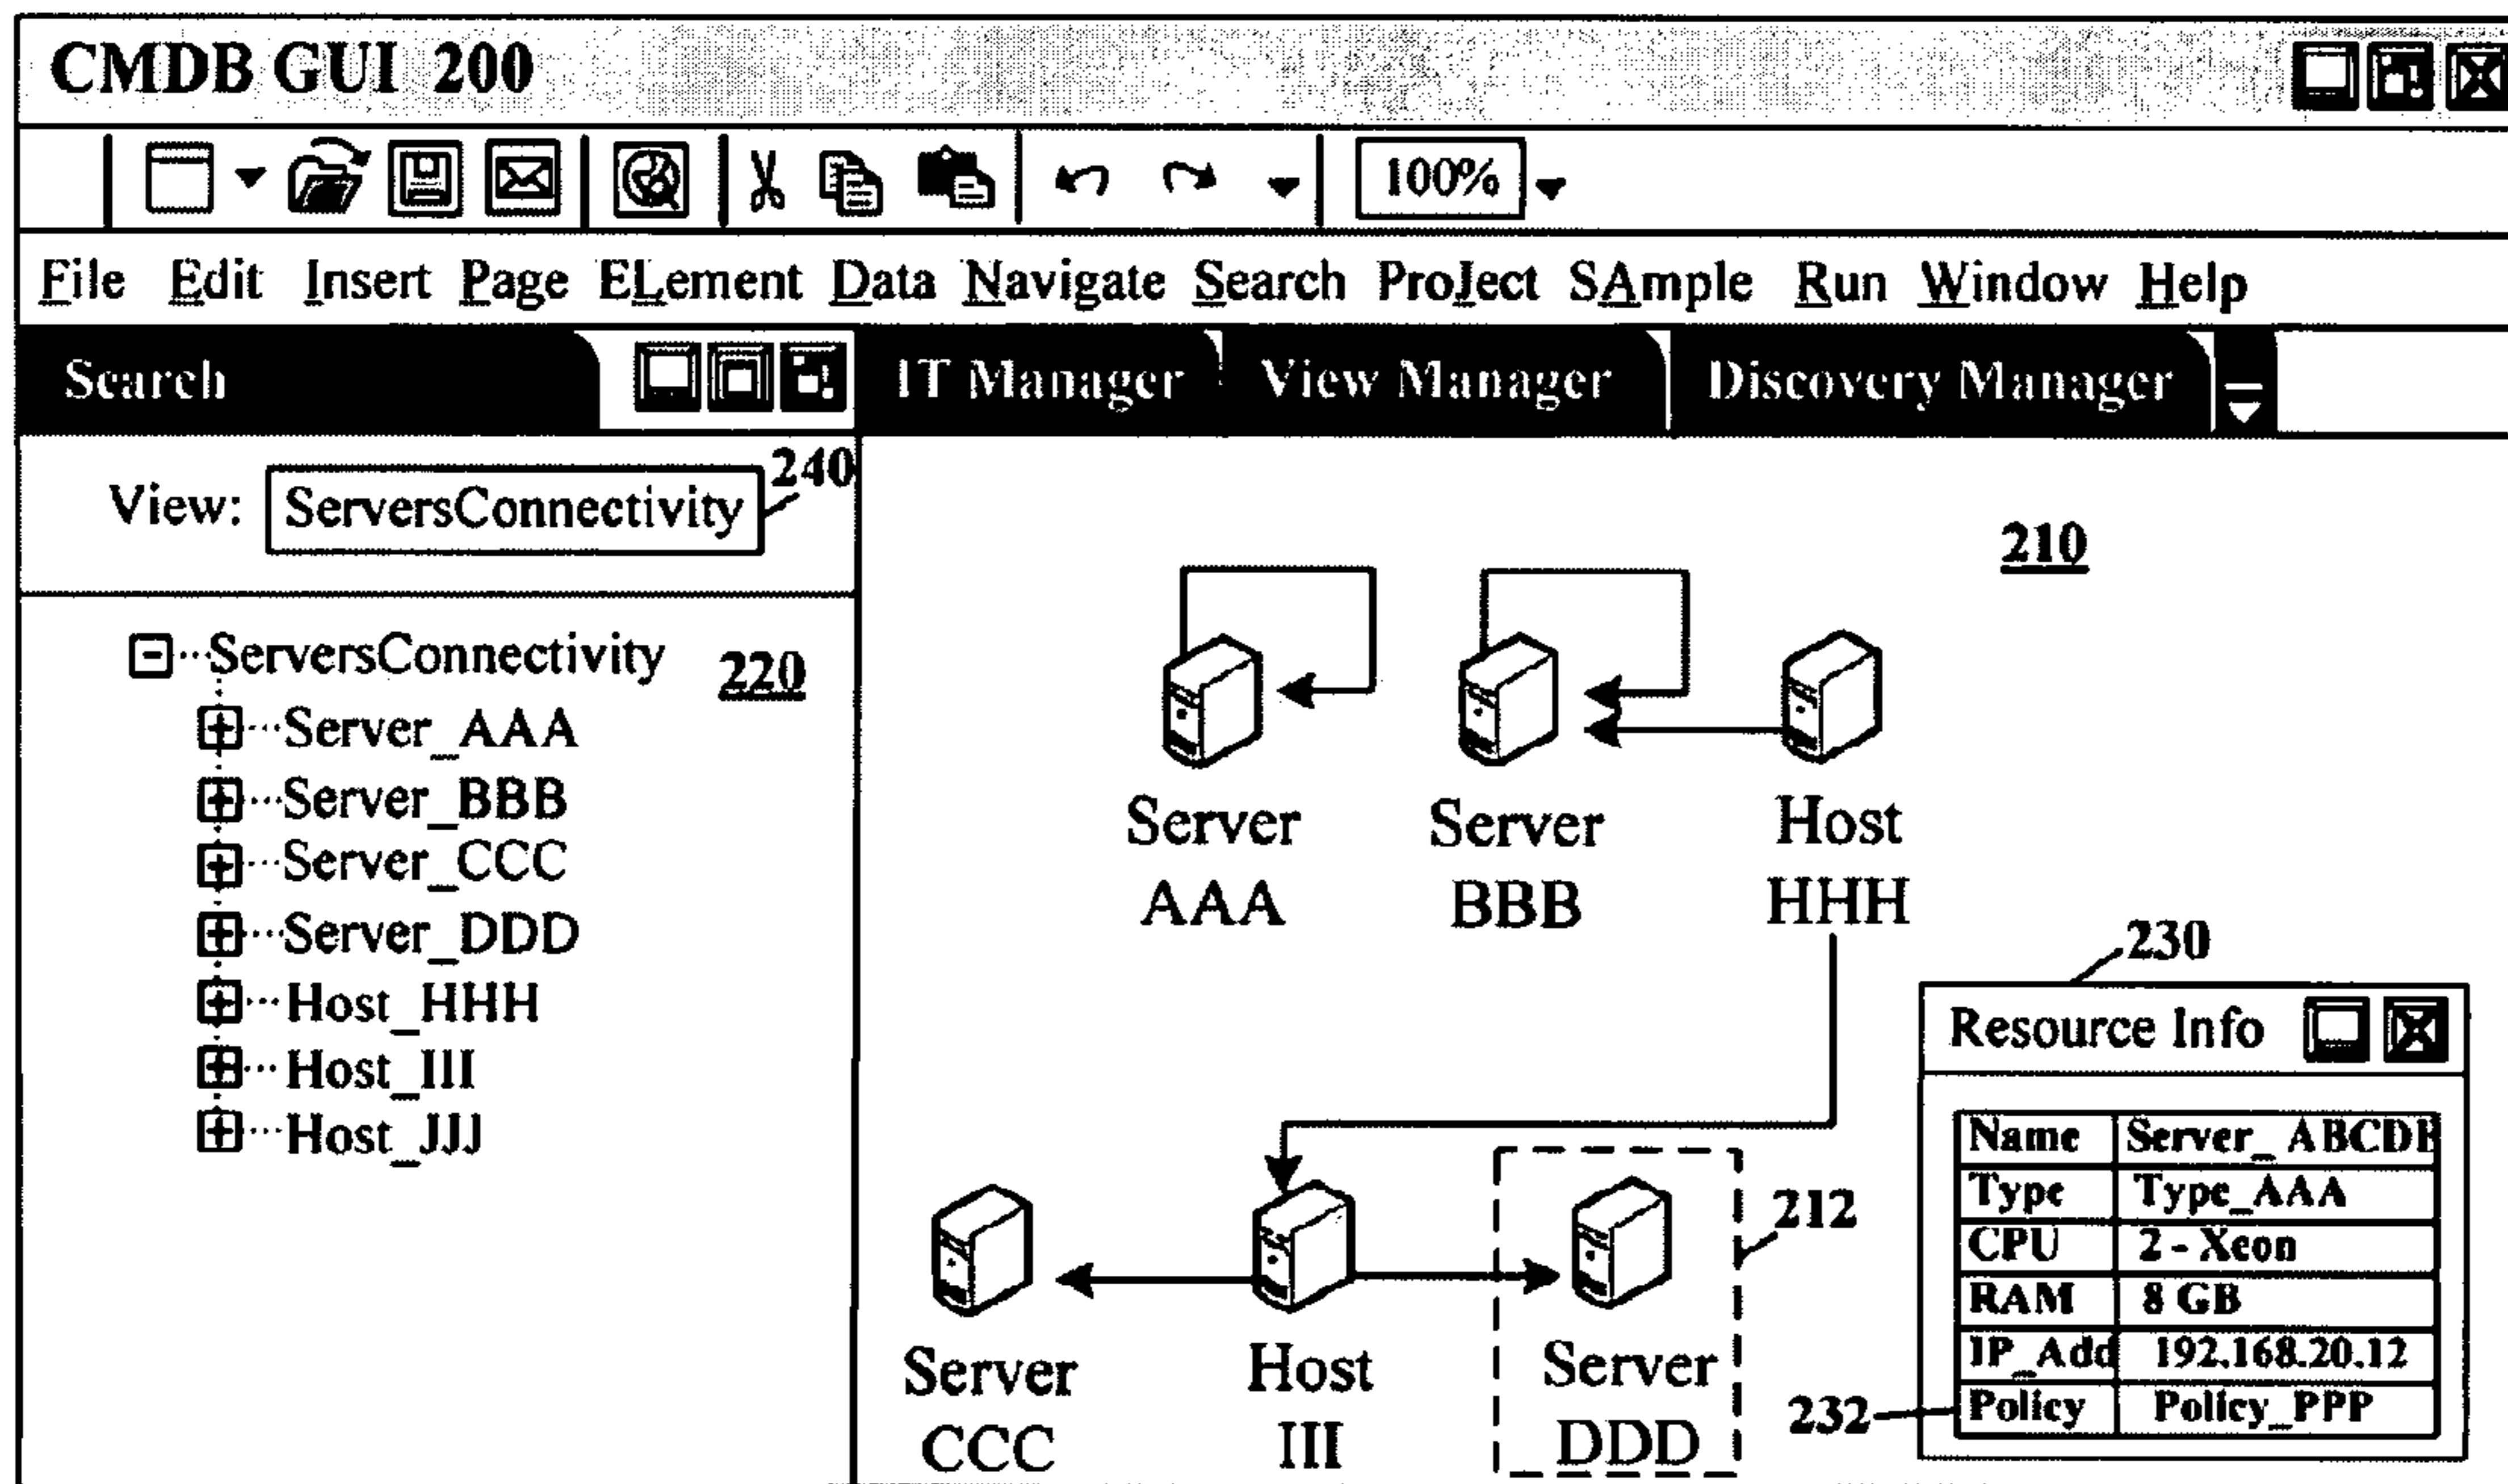 CMDB GUI 200
100%
File Edit Insert Page ELement Data Navigate Search ProJect SAmple Run Window Help
Search
IT Manager View Manager Discovery Manager
View: ServersConnectivity 240
ServersConnectivity 220
Server_AAA
Server_BBB
Server_CCC
Server_DDD
Host_HHH
Host_III
Host_JJJ
210
Server AAA
Server BBB
Host HHH
Server CCC
Host III
Server DDD
212
230
Resource Info
Name Server_ ABCDE
Type Type_AAA
CPU 2 - Xeon
RAM 8 GB
IP_Add 192.168.20.12
232 Policy Policy_PPP